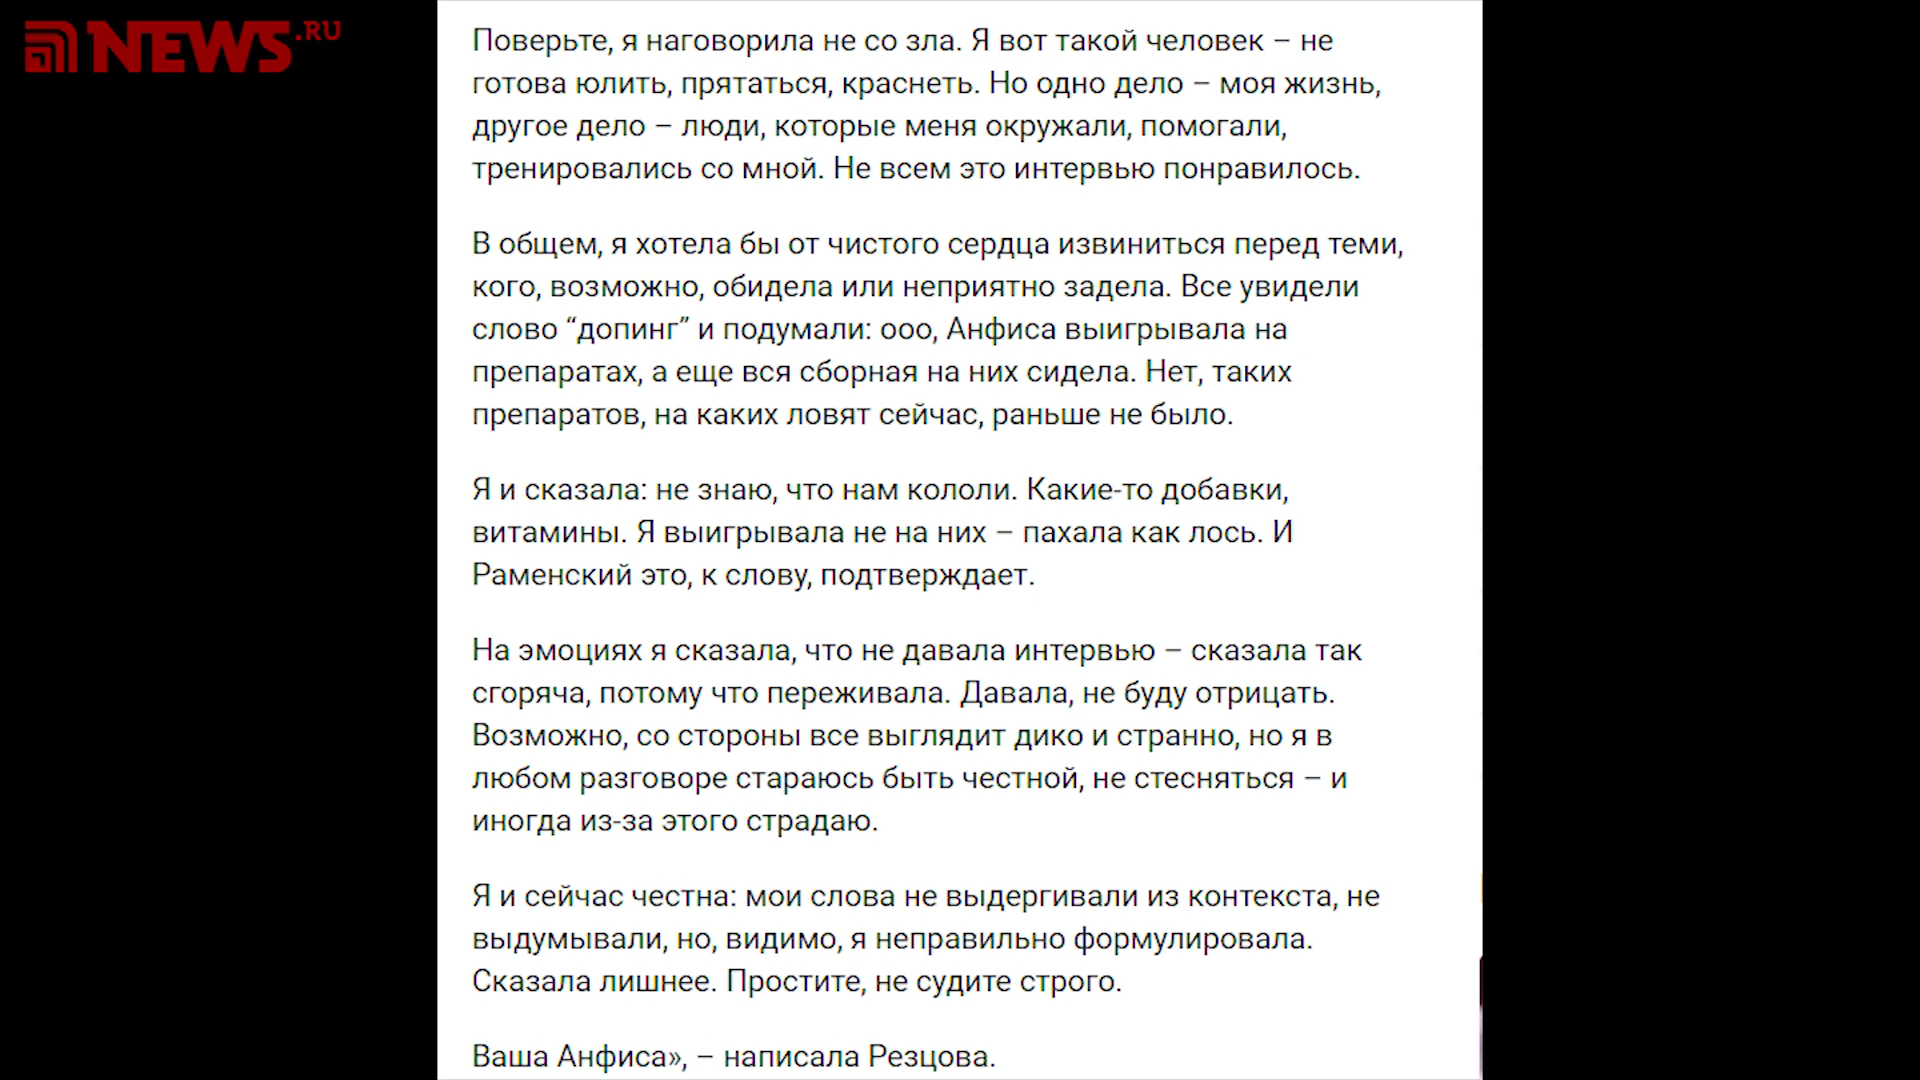 NEWS.RU
Поверьте, я наговорила не со зла. Я вот такой человек – не
готова юлить, прятаться, краснеть. Но одно дело – моя жизнь,
другое дело – люди, которые меня окружали, помогали,
тренировались со мной. Не всем это интервью понравилось.
В общем, я хотела бы от чистого сердца извиниться перед теми,
кого, возможно, обидела или неприятно задела. Все увидели
слово “допинг” и подумали: ооо, Анфиса выигрывала на
препаратах, а еще вся сборная на них сидела. Нет, таких
препаратов, на каких ловят сейчас, раньше не было.
Я и сказала: не знаю, что нам кололи. Какие-то добавки,
витамины. Я выигрывала не на них – пахала как лось. И
Раменский это, к слову, подтверждает.
На эмоциях я сказала, что не давала интервью – сказала так
сгоряча, потому что переживала. Давала, не буду отрицать.
Возможно, со стороны все выглядит дико и странно, но я в
любом разговоре стараюсь быть честной, не стесняться – и
иногда из-за этого страдаю.
Я и сейчас честна: мои слова не выдергивали из контекста, не
выдумывали, но, видимо, я неправильно формулировала.
Сказала лишнее. Простите, не судите строго.
Ваша Анфиса», – написала Резцова.